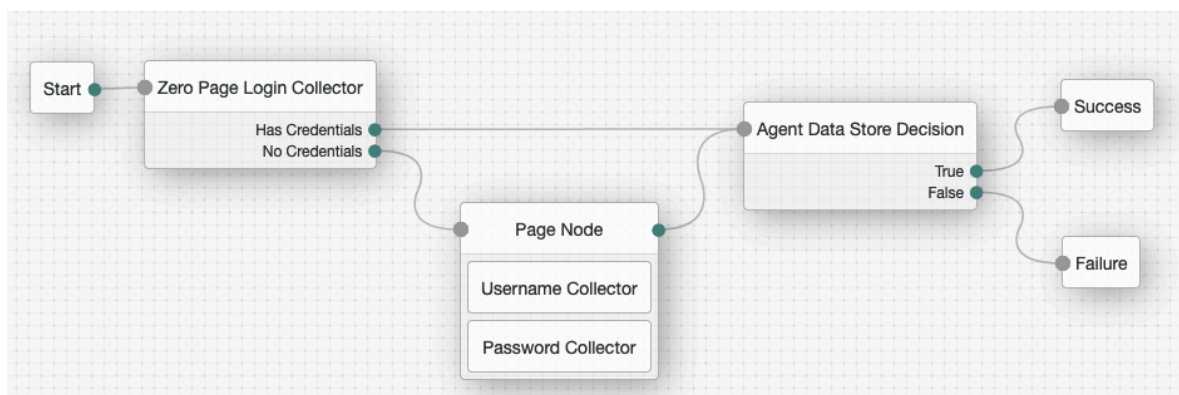 Start
Zero Page Login Collector
Has Credentials
No Credentials
Page Node
Username Collector
Password Collector
Agent Data Store Decision
True
False
Success
Failure